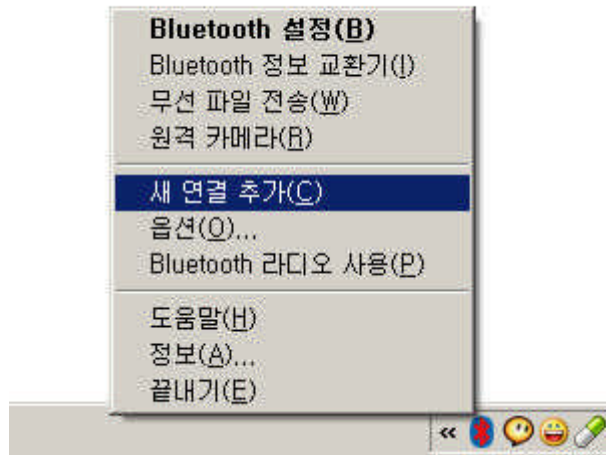 Bluetooth 설정(B)
Bluetooth 정보 교환기(I)
무선 파일 전송(W)
원격 카메라(R)
새 연결 추가(C)
옵션(O)...
Bluetooth 라디오 사용(P)
도움말(H)
정보(A)...
끝내기(E)
«